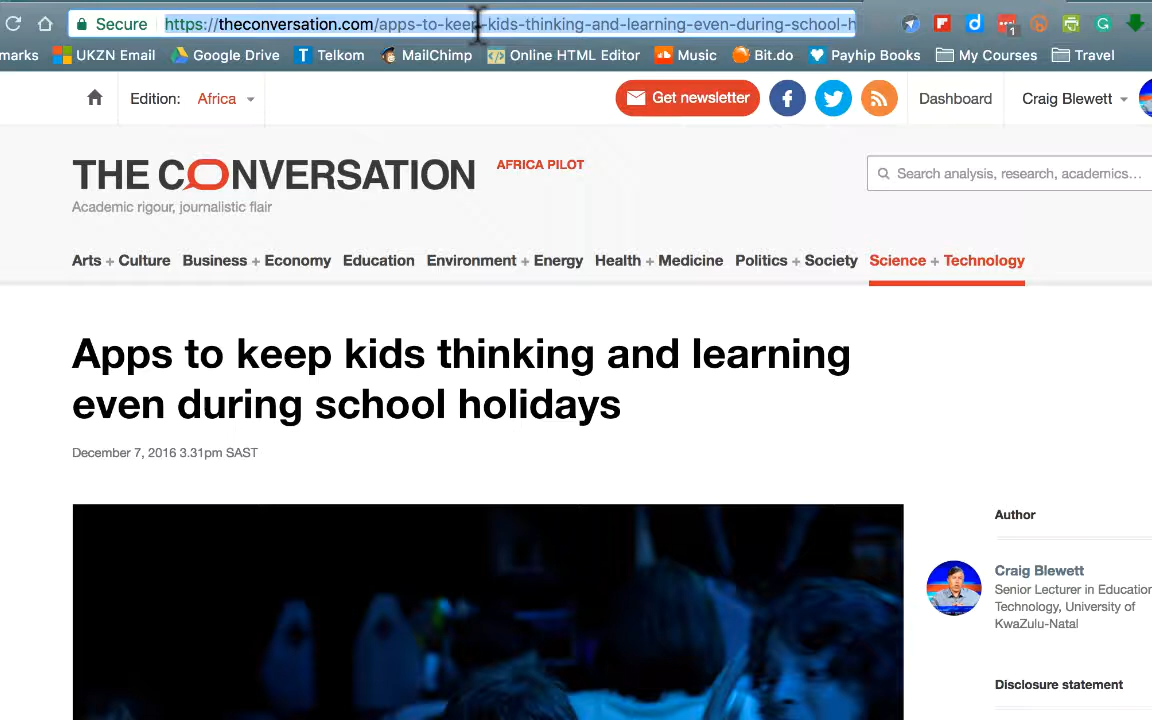 Secure https://theconversation.com/apps-to-keep-kids-thinking-and-learning-even-during-school-h
1
marks UKZN Email Google Drive T Telkom MailChimp Online HTML Editor Music Bit.do Payhip Books My Courses Travel
Edition: Africa Get newsletter Dashboard Craig Blewett
THE CONVERSATION AFRICA PILOT
Academic rigour, journalistic flair
Search analysis, research, academics...
Arts + Culture Business + Economy Education Environment + Energy Health + Medicine Politics + Society Science + Technology
Apps to keep kids thinking and learning
even during school holidays
December 7, 2016 3.31pm SAST
Author
Craig Blewett
Senior Lecturer in Education
Technology, University of
KwaZulu-Natal
Disclosure statement